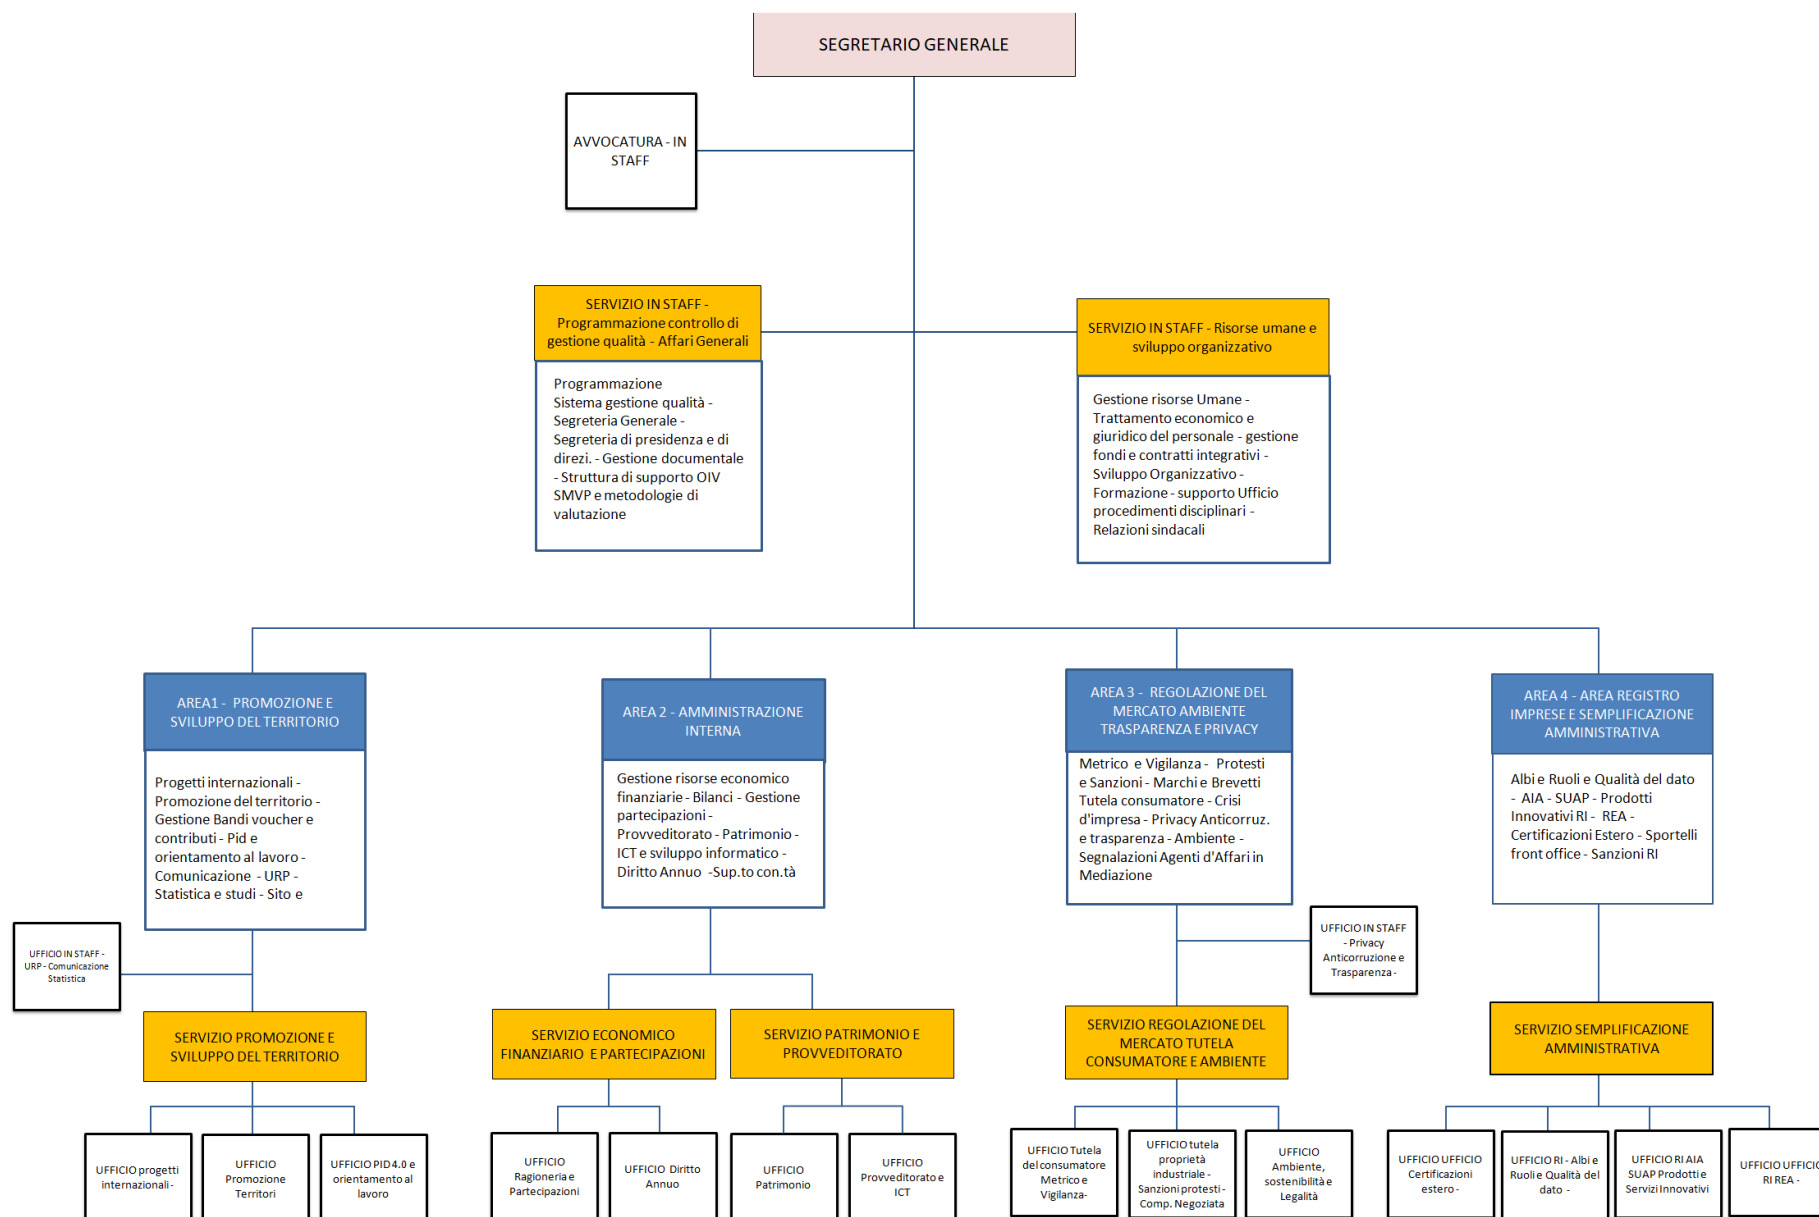 SEGRETARIO GENERALE
AVVOCATURA - IN
STAFF
SERVIZIO IN STAFF -
Programmazione controllo di
gestione qualità - Affari Generali
Programmazione
Sistema gestione qualità -
Segreteria Generale -
Segreteria di presidenza e di
direzi. - Gestione documentale
- Struttura di supporto OIV
SMVP e metodologie di
valutazione
SERVIZIO IN STAFF - Risorse umane e
sviluppo organizzativo
Gestione risorse Umane -
Trattamento economico e
giuridico del personale - gestione
fondi e contratti integrativi -
Sviluppo Organizzativo -
Formazione - supporto Ufficio
procedimenti disciplinari -
Relazioni sindacali
AREA1 - PROMOZIONE E
SVILUPPO DEL TERRITORIO
Progetti internazionali -
Promozione del territorio -
Gestione Bandi voucher e
contributi - Pid e
orientamento al lavoro -
Comunicazione - URP -
Statistica e studi - Sito e
AREA 2 - AMMINISTRAZIONE
INTERNA
Gestione risorse economico
finanziarie - Bilanci - Gestione
partecipazioni -
Provveditorato - Patrimonio -
ICT e sviluppo informatico -
Diritto Annuo -Sup.to con.tà
AREA 3 - REGOLAZIONE DEL
MERCATO AMBIENTE
TRASPARENZA E PRIVACY
Metrico e Vigilanza - Protesti
e Sanzioni - Marchi e Brevetti
Tutela consumatore - Crisi
d'impresa - Privacy Anticorruz.
e trasparenza - Ambiente -
Segnalazioni Agenti d'Affari in
Mediazione
AREA 4 - AREA REGISTRO
IMPRESE E SEMPLIFICAZIONE
AMMINISTRATIVA
Albi e Ruoli e Qualità del dato
- AIA - SUAP - Prodotti
Innovativi RI - REA -
Certificazioni Estero - Sportelli
front office - Sanzioni RI
UFFICIO IN STAFF -
URP - Comunicazione
Statistica
UFFICIO IN STAFF
- Privacy
Anticorruzione e
Trasparenza -
SERVIZIO PROMOZIONE E
SVILUPPO DEL TERRITORIO
SERVIZIO ECONOMICO
FINANZIARIO E PARTECIPAZIONI
SERVIZIO PATRIMONIO E
PROVVEDITORATO
SERVIZIO REGOLAZIONE DEL
MERCATO TUTELA
CONSUMATORE E AMBIENTE
SERVIZIO SEMPLIFICAZIONE
AMMINISTRATIVA
UFFICIO progetti
internazionali -
UFFICIO
Promozione
Territori
UFFICIO PID 4.0 e
orientamento al
lavoro
UFFICIO
Ragioneria e
Partecipazioni
UFFICIO Diritto
Annuo
UFFICIO
Patrimonio
UFFICIO
Provveditorato e
ICT
UFFICIO Tutela
del consumatore
Metrico e
Vigilanza-
UFFICIO tutela
proprietà
industriale -
Sanzioni protesti -
Comp. Negoziata
UFFICIO
Ambiente,
sostenibilità e
Legalità
UFFICIO UFFICIO
Certificazioni
estero -
UFFICIO RI - Albi e
Ruoli e Qualità del
dato -
UFFICIO RI AIA
SUAP Prodotti e
Servizi Innovativi
UFFICIO UFFICIO
RI REA -